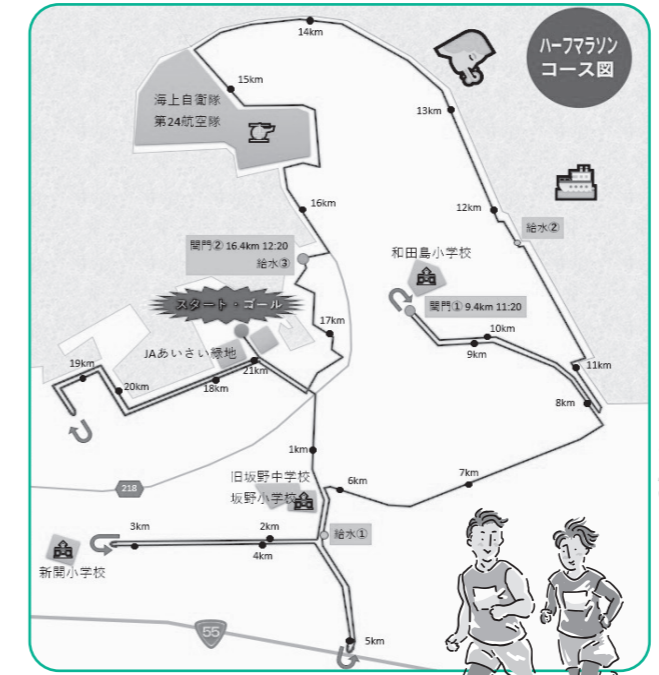 ハーフマラソン
コース図
14km
15km
海上自衛隊
第24航空隊
13km
16km
12km
給水②
関門② 16.4km 12:20
給水③
和田島小学校
スタート・ゴール
関門① 9.4km 11:20
17km
10km
9km
JAあいさい緑地
19km
20km
18km
21km
11km
8km
1km
旧坂野中学校
坂野小学校
6km
7km
218
3km
2km
4km
給水①
新開小学校
55
5km